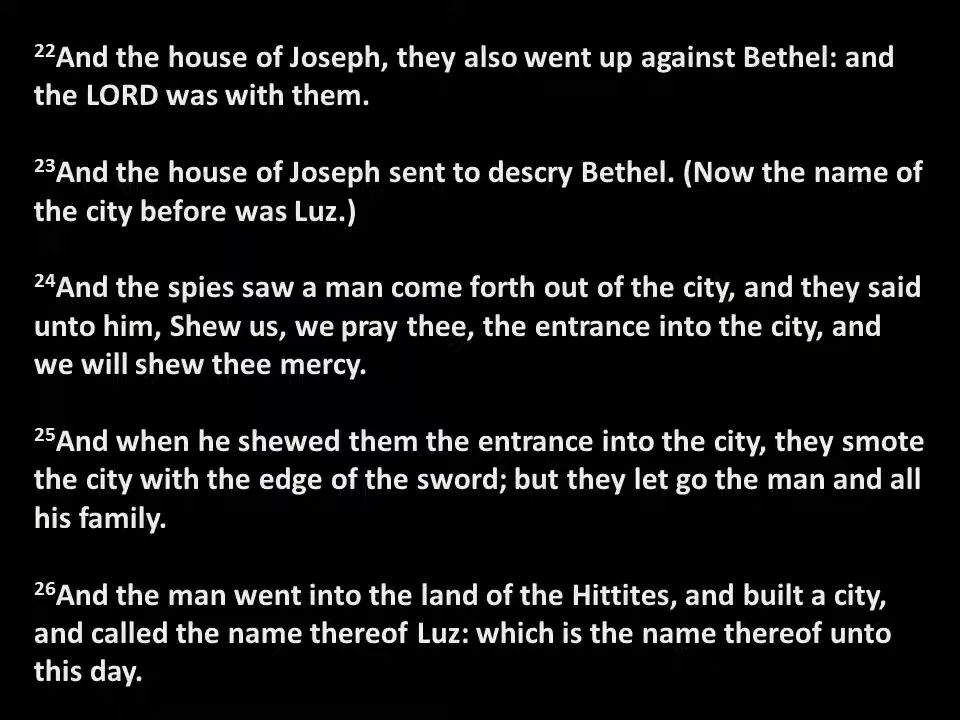 22And the house of Joseph, they also went up against Bethel: and
the LORD was with them.
23And the house of Joseph sent to descry Bethel. (Now the name of
the city before was Luz.)
24And the spies saw a man come forth out of the city, and they said
unto him, Shew us, we pray thee, the entrance into the city, and
we will shew thee mercy.
25And when he shewed them the entrance into the city, they smote
the city with the edge of the sword; but they let go the man and all
his family.
26And the man went into the land of the Hittites, and built a city,
and called the name thereof Luz: which is the name thereof unto
this day.